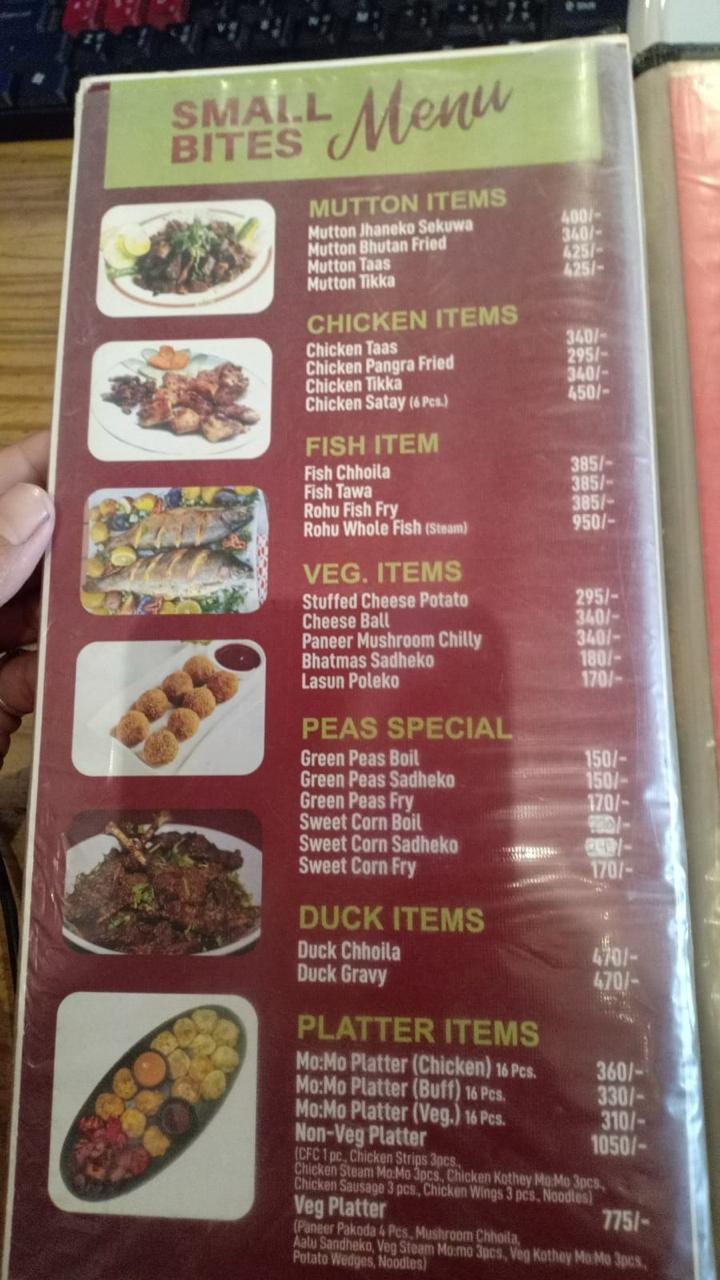 SMALL BITES Menu
MUTTON ITEMS
Mutton Jhaneko Sekuwa 400/-
Mutton Bhutan Fried 340/-
Mutton Taas 425/-
Mutton Tikka 425/-
CHICKEN ITEMS
Chicken Taas 340/-
Chicken Pangra Fried 295/-
Chicken Tikka 340/-
Chicken Satay (6 Pcs.) 450/-
FISH ITEM
Fish Chhoila 385/-
Fish Tawa 385/-
Rohu Fish Fry 385/-
Rohu Whole Fish (Steam) 950/-
VEG. ITEMS
Stuffed Cheese Potato 295/-
Cheese Ball 340/-
Paneer Mushroom Chilly 340/-
Bhatmas Sadheko 180/-
Lasun Poleko 170/-
PEAS SPECIAL
Green Peas Boil 150/-
Green Peas Sadheko 150/-
Green Peas Fry 170/-
Sweet Corn Boil /-
Sweet Corn Sadheko /-
Sweet Corn Fry 170/-
DUCK ITEMS
Duck Chhoila 470/-
Duck Gravy 470/-
PLATTER ITEMS
Mo:Mo Platter (Chicken) 16 Pcs. 360/-
Mo:Mo Platter (Buff) 16 Pcs. 330/-
Mo:Mo Platter (Veg.) 16 Pcs. 310/-
Non-Veg Platter 1050/-
(CFC 1 pc., Chicken Strips 3pcs.,
Chicken Steam Mo:Mo 3pcs., Chicken Kothey Mo:Mo 3pcs.,
Chicken Sausage 3 pcs., Chicken Wings 3 pcs., Noodles)
Veg Platter 775/-
(Paneer Pakoda 4 Pcs., Mushroom Chhoila,
Aalu Sandheko, Veg Steam Mo:mo 3pcs., Veg Kothey Mo:Mo 3pcs.,
Potato Wedges, Noodles)